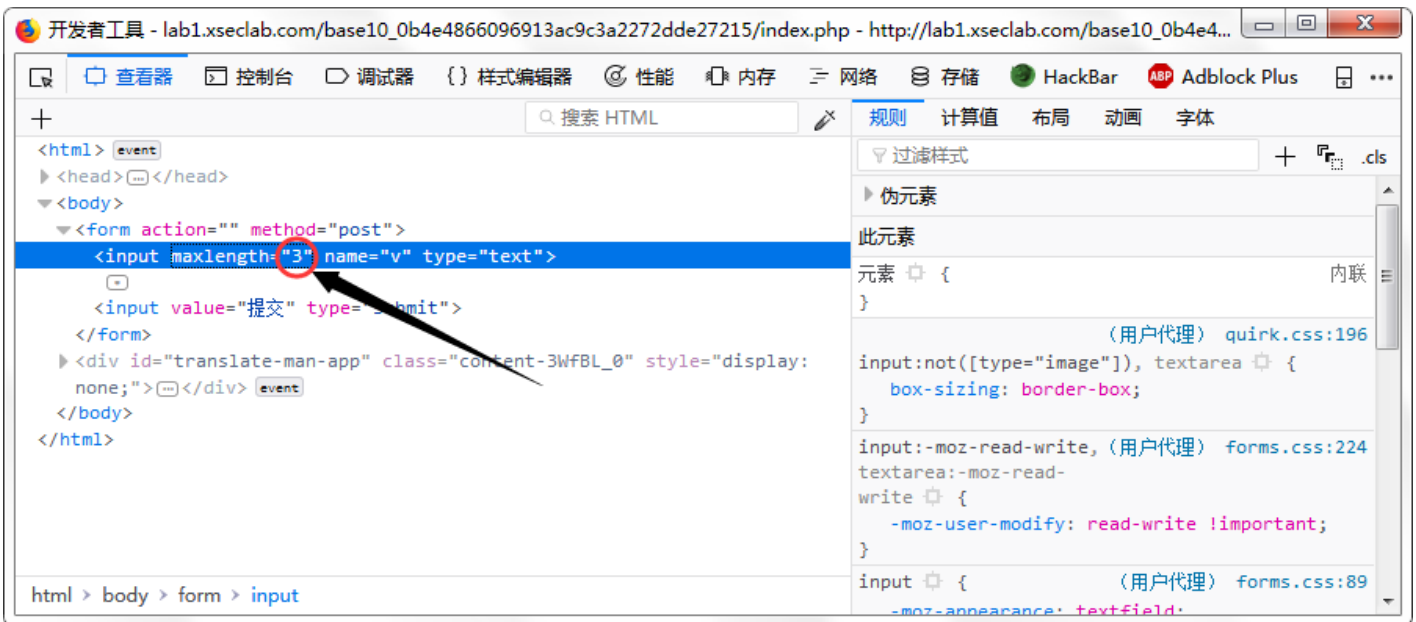 开发者工具 - lab1.xseclab.com/base10_0b4e4866096913ac9c3a2272dde27215/index.php - http://lab1.xseclab.com/base10_0b4e4...
查看器 控制台 调试器 {} 样式编辑器 性能 内存 网络 存储 HackBar ABP Adblock Plus
+ 搜索 HTML
<html> event
<head></head>
<body>
<form action="" method="post">
<input maxlength="3" name="v" type="text">
<input value="提交" type="submit">
</form>
<div id="translate-man-app" class="content-3WfBL_0" style="display:
none;"></div> event
</body>
</html>
html > body > form > input
规则 计算值 布局 动画 字体
过滤样式 + .cls
伪元素
此元素
元素 { 内联
}
(用户代理) quirk.css:196
input:not([type="image"]), textarea {
box-sizing: border-box;
}
input:-moz-read-write, (用户代理) forms.css:224
textarea:-moz-read-
write {
-moz-user-modify: read-write !important;
}
input { (用户代理) forms.css:89
-moz-appearance: textfield;